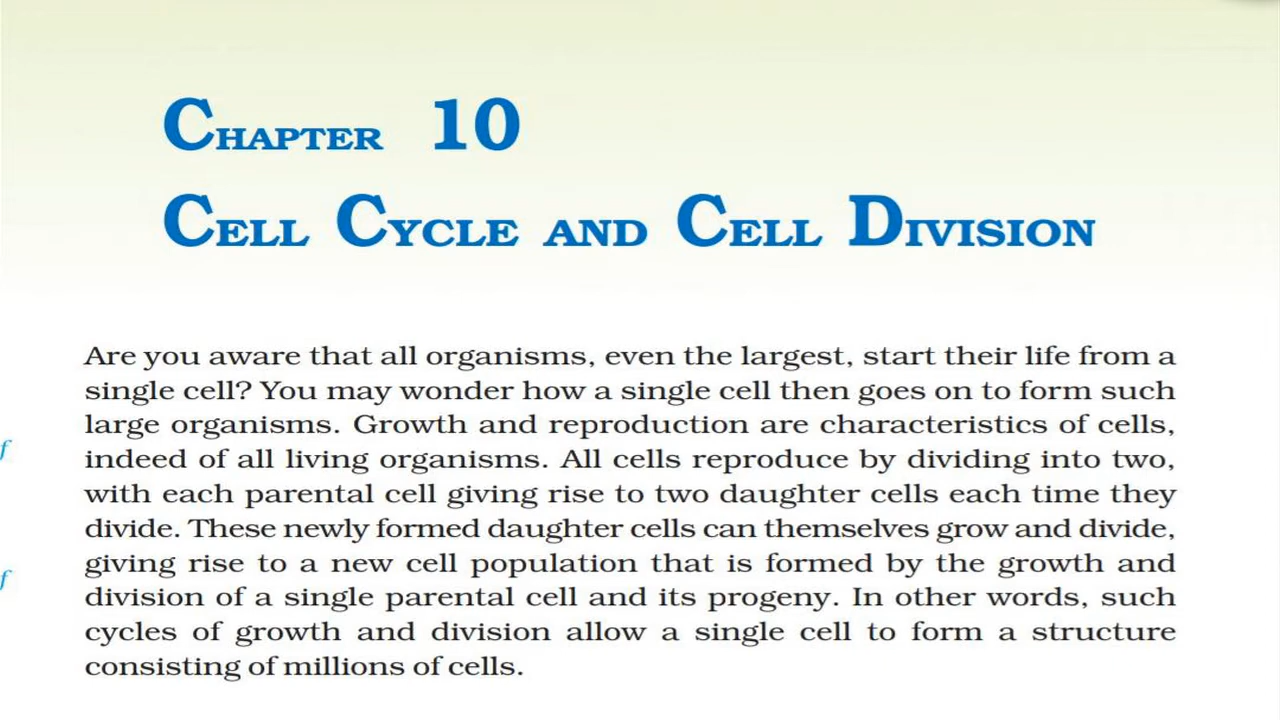 CHAPTER 10
CELL CYCLE AND CELL DIVISION
Are you aware that all organisms, even the largest, start their life from a
single cell? You may wonder how a single cell then goes on to form such
large organisms. Growth and reproduction are characteristics of cells,
f
indeed of all living organisms. All cells reproduce by dividing into two,
with each parental cell giving rise to two daughter cells each time they
divide. These newly formed daughter cells can themselves grow and divide,
giving rise to a new cell population that is formed by the growth and
f
division of a single parental cell and its progeny. In other words, such
cycles of growth and division allow a single cell to form a structure
consisting of millions of cells.